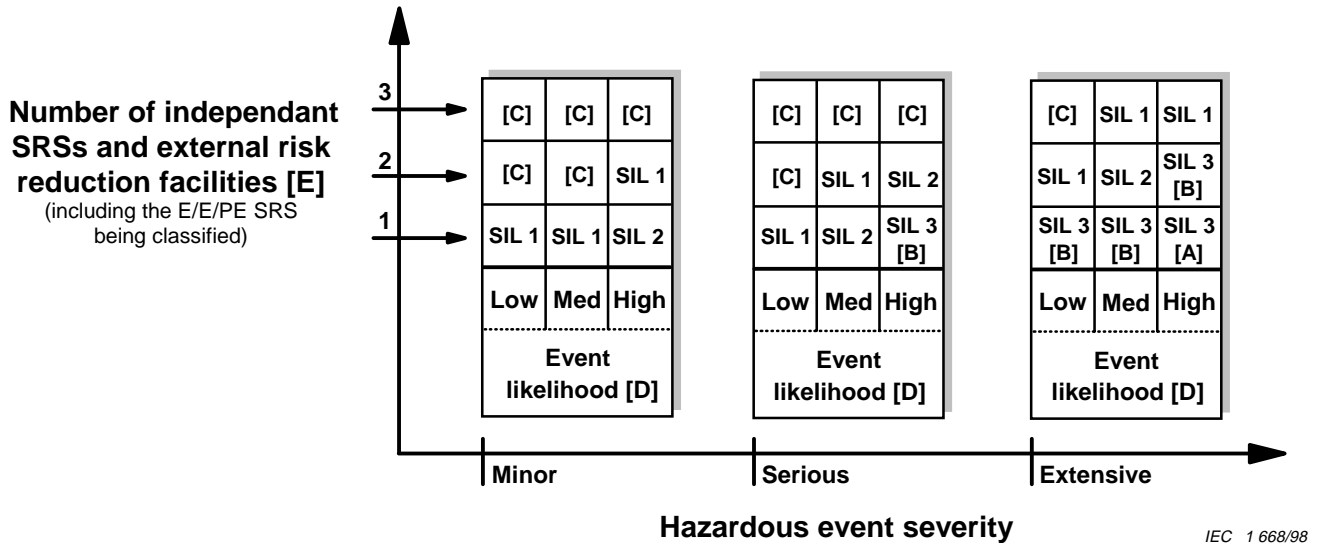 Number of independant
SRSs and external risk
reduction facilities [E]
(including the E/E/PE SRS
being classified)
3
2
1
[C] [C] [C]
[C] [C] SIL 1
SIL 1 SIL 1 SIL 2
Low Med High
Event
likelihood [D]
[C] [C] [C]
[C] SIL 1 SIL 2
SIL 1 SIL 2 SIL 3 [B]
Low Med High
Event
likelihood [D]
[C] SIL 1 SIL 1
SIL 1 SIL 2 SIL 3 [B]
SIL 3 [B] SIL 3 [B] SIL 3 [A]
Low Med High
Event
likelihood [D]
Minor Serious Extensive
Hazardous event severity
IEC 1 668/98